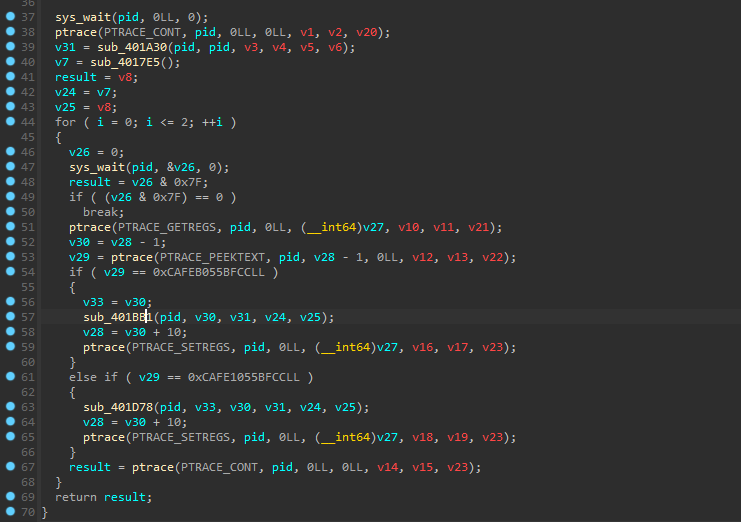 36
37 sys_wait(pid, 0LL, 0);
38 ptrace(PTRACE_CONT, pid, 0LL, 0LL, v1, v2, v20);
39 v31 = sub_401A30(pid, pid, v3, v4, v5, v6);
40 v7 = sub_4017E5();
41 result = v8;
42 v24 = v7;
43 v25 = v8;
44 for ( i = 0; i <= 2; ++i )
45 {
46 v26 = 0;
47 sys_wait(pid, &v26, 0);
48 result = v26 & 0x7F;
49 if ( (v26 & 0x7F) == 0 )
50 break;
51 ptrace(PTRACE_GETREGS, pid, 0LL, (__int64)v27, v10, v11, v21);
52 v30 = v28 - 1;
53 v29 = ptrace(PTRACE_PEEKTEXT, pid, v28 - 1, 0LL, v12, v13, v22);
54 if ( v29 == 0xCAFEB055BFCCLL )
55 {
56 v33 = v30;
57 sub_401BB1(pid, v30, v31, v24, v25);
58 v28 = v30 + 10;
59 ptrace(PTRACE_SETREGS, pid, 0LL, (__int64)v27, v16, v17, v23);
60 }
61 else if ( v29 == 0xCAFE1055BFCCLL )
62 {
63 sub_401D78(pid, v33, v30, v31, v24, v25);
64 v28 = v30 + 10;
65 ptrace(PTRACE_SETREGS, pid, 0LL, (__int64)v27, v18, v19, v23);
66 }
67 result = ptrace(PTRACE_CONT, pid, 0LL, 0LL, v14, v15, v23);
68 }
69 return result;
70 }